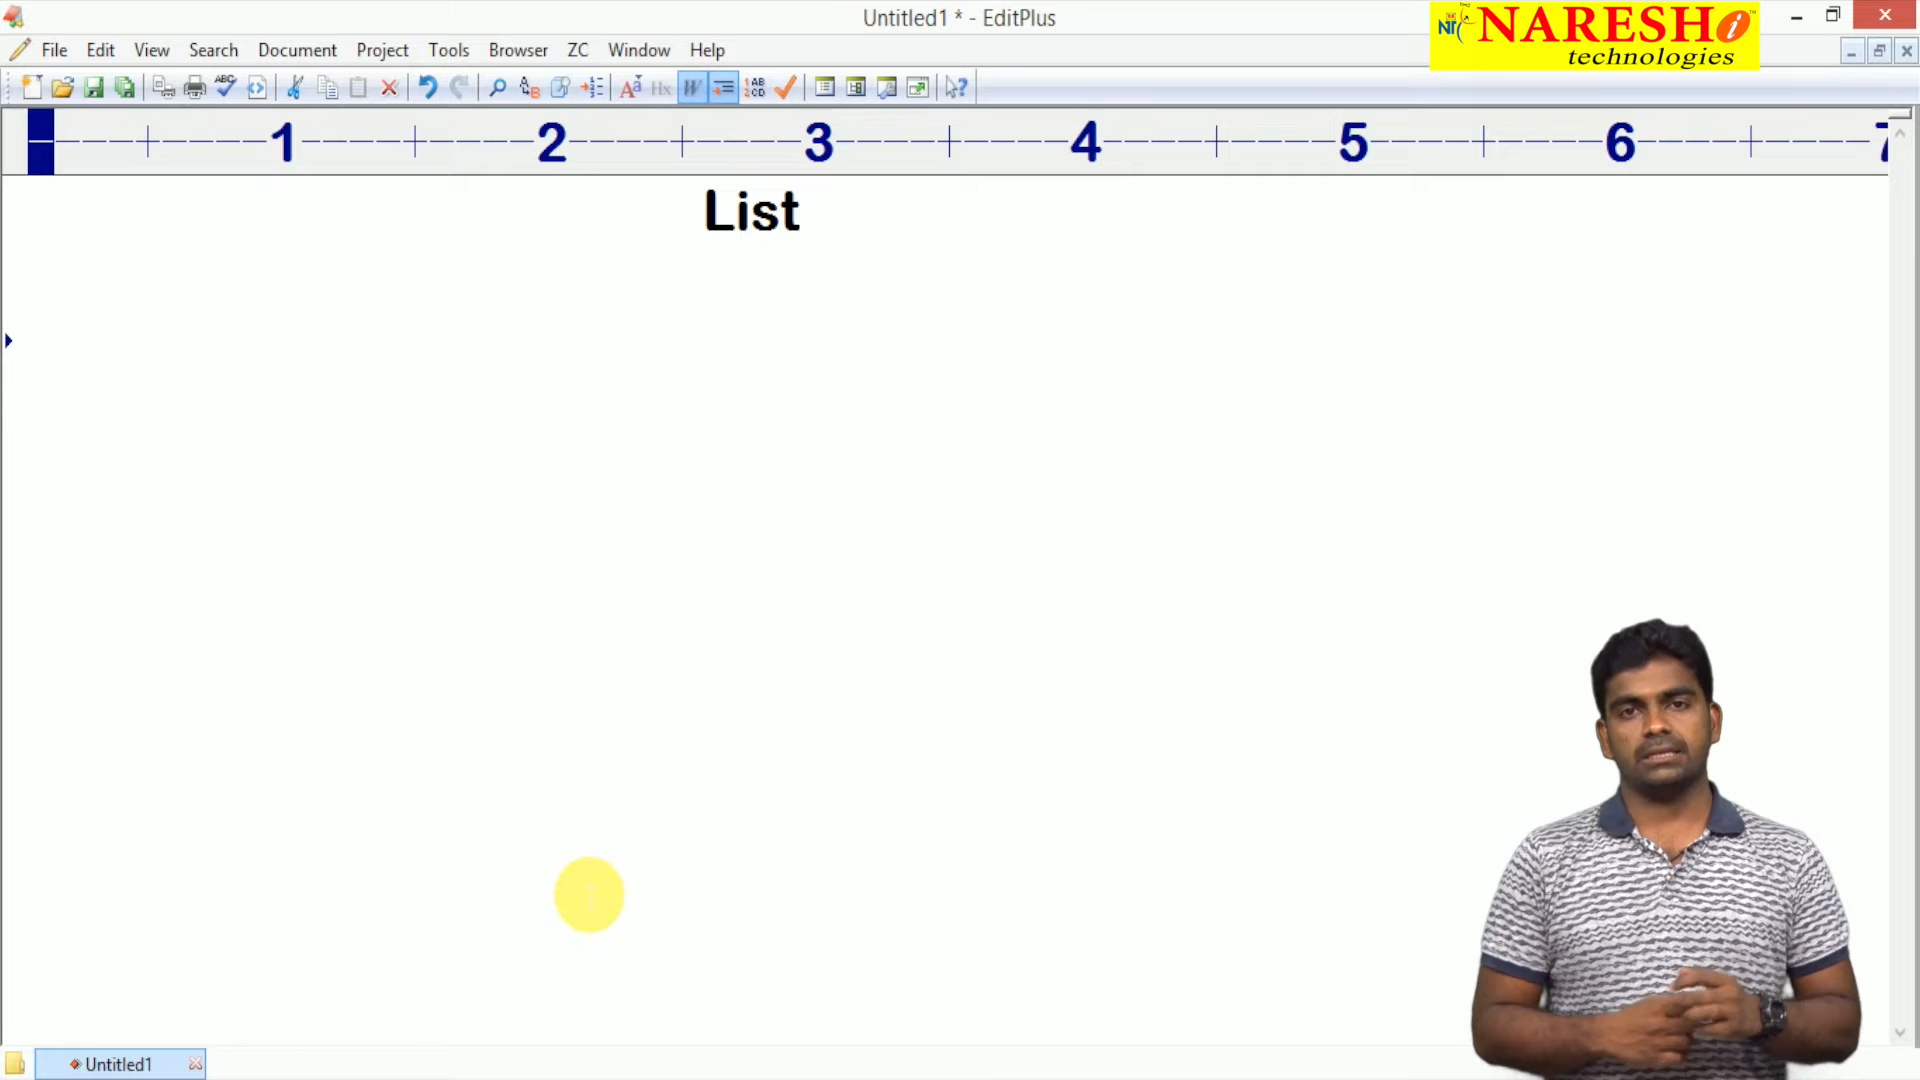 Untitled1 * - EditPlus
NARESH i
technologies
File Edit View Search Document Project Tools Browser ZC Window Help
1 2 3 4 5 6 7
List
Untitled1